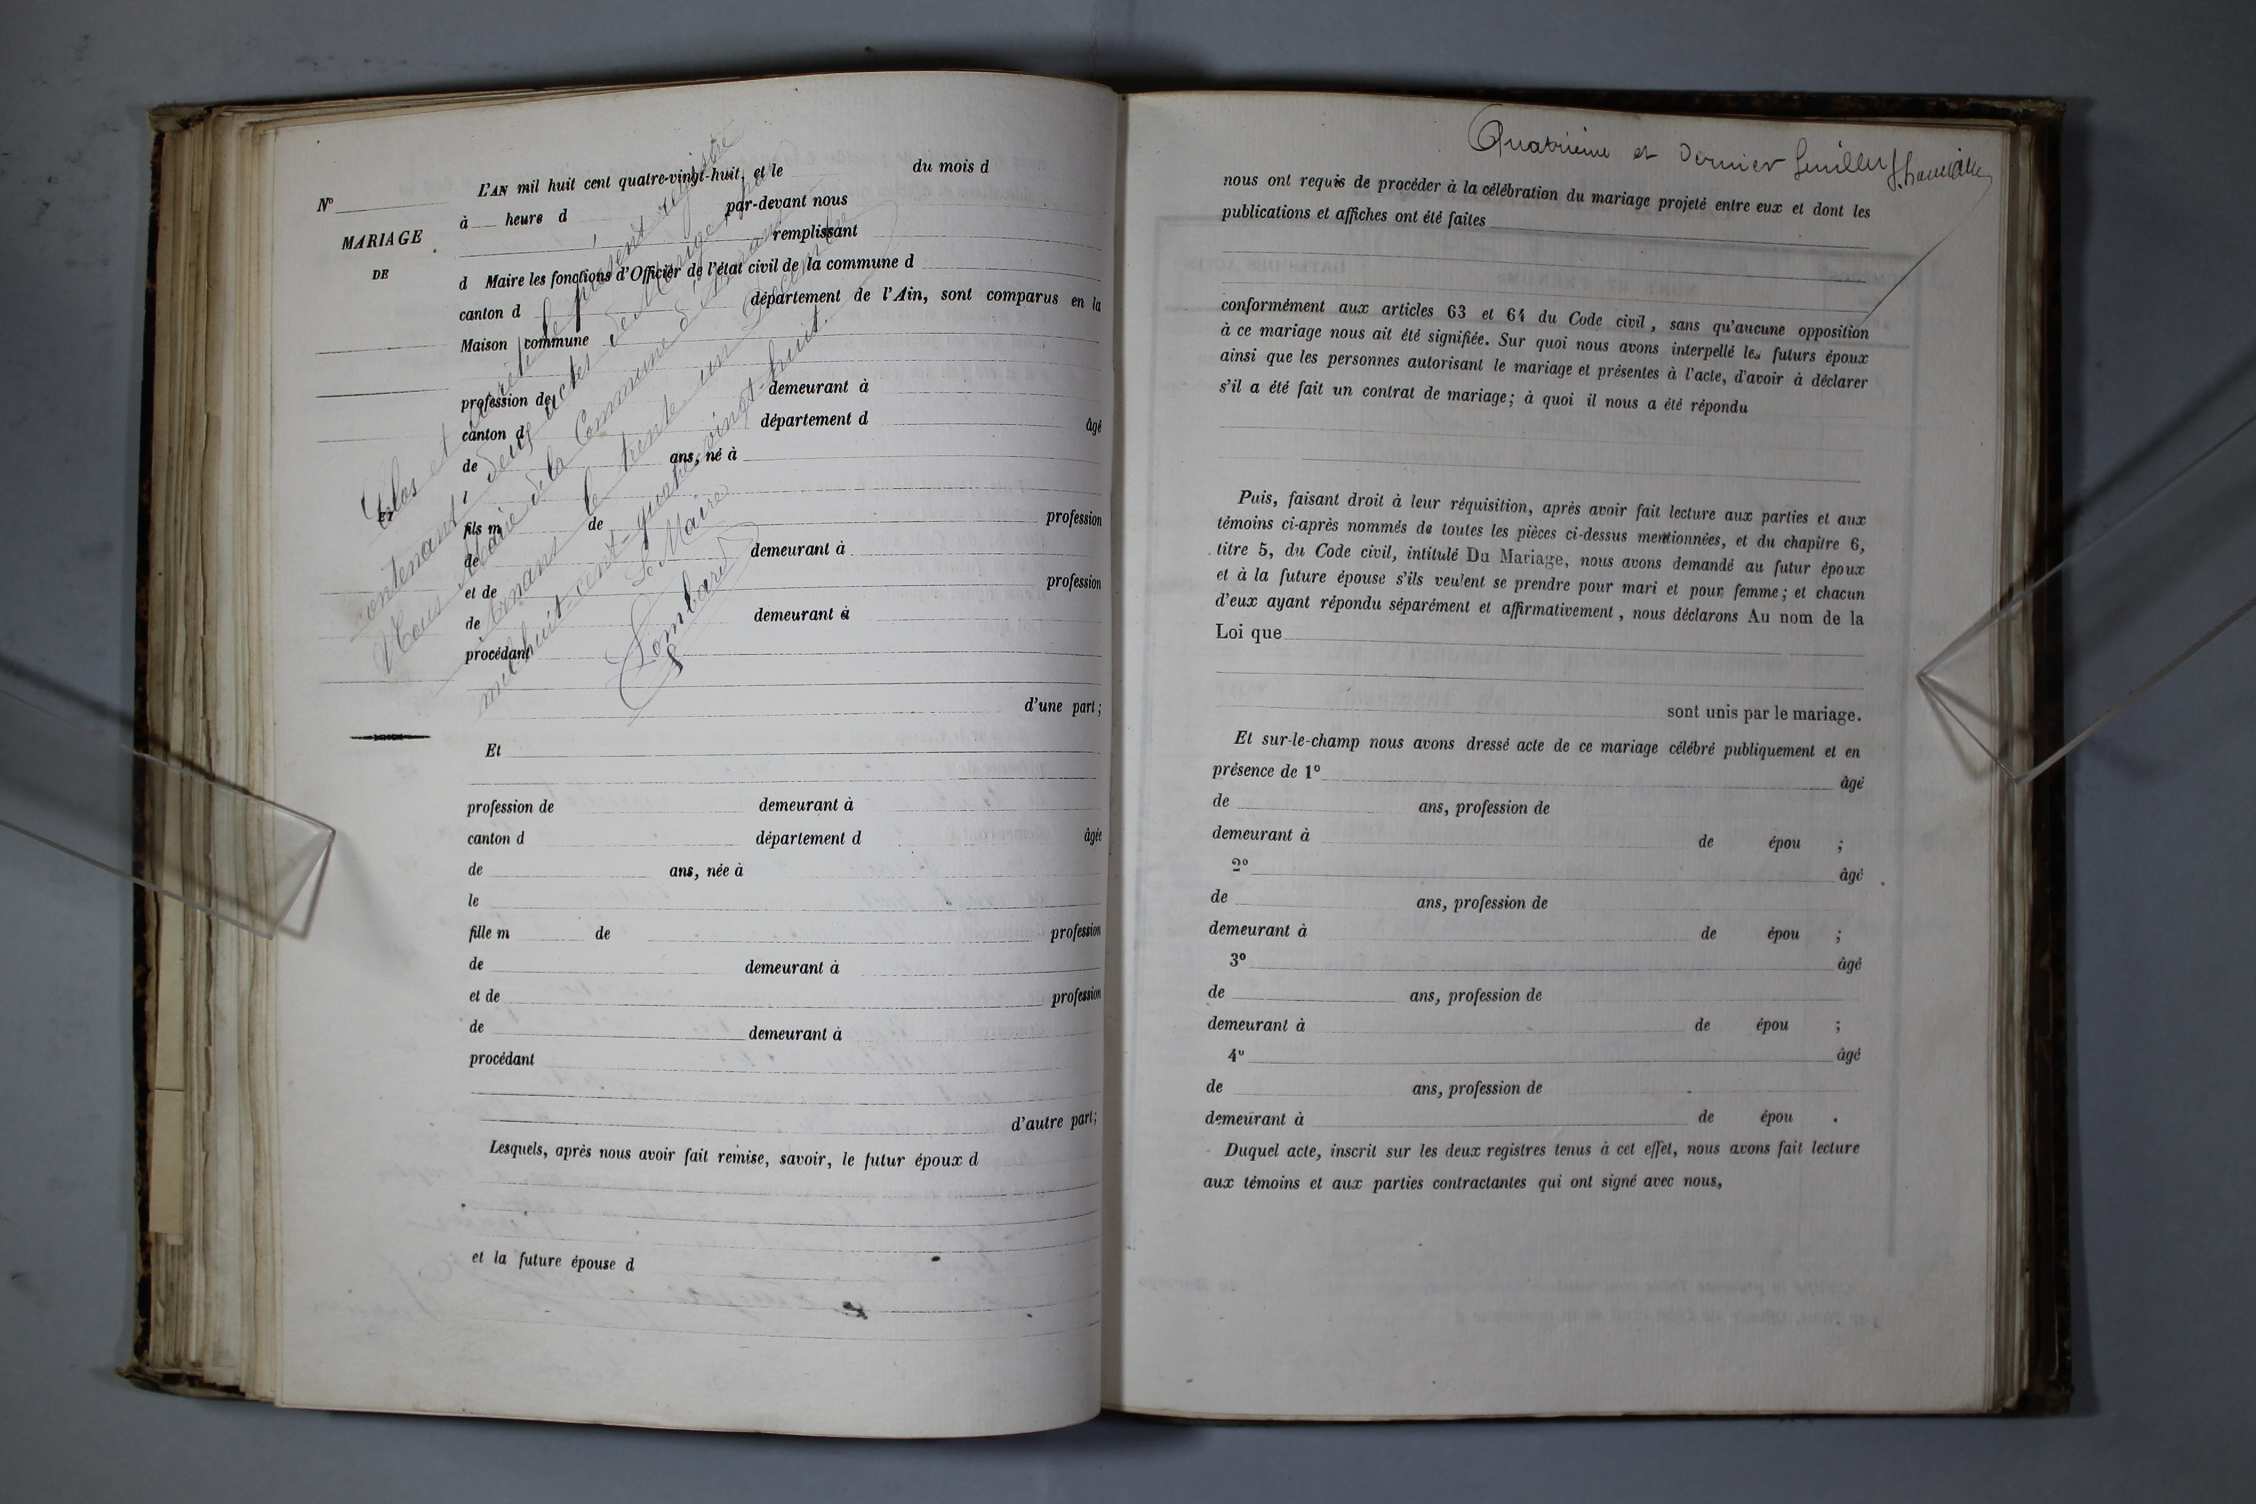 N°
MARIAGE
DE
ET
L'AN mil huit cent quatre-vingt-huit, et le du mois d
à heure d par-devant nous
remplissant
d Maire les fonctions d'Officier de l'état civil de la commune d
canton d département de l'Ain, sont comparus en la
Maison commune
profession de demeurant à
canton d département d âgé
de ans, né à
fils m de profession
de demeurant à
et de profession
de demeurant à
procédant
d'une part;
Et
profession de demeurant à
canton d département d âgée
de ans, née à
le
fille m de profession
de demeurant à
et de profession
de demeurant à
procédant
d'autre part;
Lesquels, après nous avoir fait remise, savoir, le futur époux d
et la future épouse d
Clos et arrêté le présent registre
contenant deux actes de Mariage par
Nous Maire de la Commune d'
Armans le trente un Décembre
mil huit cent quatre vingt-huit.
Le Maire
Quatrième et Dernier feuillet
nous ont requis de procéder à la célébration du mariage projeté entre eux et dont les
publications et affiches ont été faites
conformément aux articles 63 et 64 du Code civil, sans qu'aucune opposition
à ce mariage nous ait été signifiée. Sur quoi nous avons interpellé les futurs époux
ainsi que les personnes autorisant le mariage et présentes à l'acte, d'avoir à déclarer
s'il a été fait un contrat de mariage; à quoi il nous a été répondu
Puis, faisant droit à leur réquisition, après avoir fait lecture aux parties et aux
témoins ci-après nommés de toutes les pièces ci-dessus mentionnées, et du chapitre 6,
titre 5, du Code civil, intitulé Du Mariage, nous avons demandé au futur époux
et à la future épouse s'ils veulent se prendre pour mari et pour femme; et chacun
d'eux ayant répondu séparément et affirmativement, nous déclarons Au nom de la
Loi que
sont unis par le mariage.
Et sur-le-champ nous avons dressé acte de ce mariage célébré publiquement et en
présence de 1° âgé
de ans, profession de
demeurant à de épou ;
2° âgé
de ans, profession de
demeurant à de épou ;
3° âgé
de ans, profession de
demeurant à de épou ;
4° âgé
de ans, profession de
demeurant à de épou .
Duquel acte, inscrit sur les deux registres tenus à cet effet, nous avons fait lecture
aux témoins et aux parties contractantes qui ont signé avec nous,